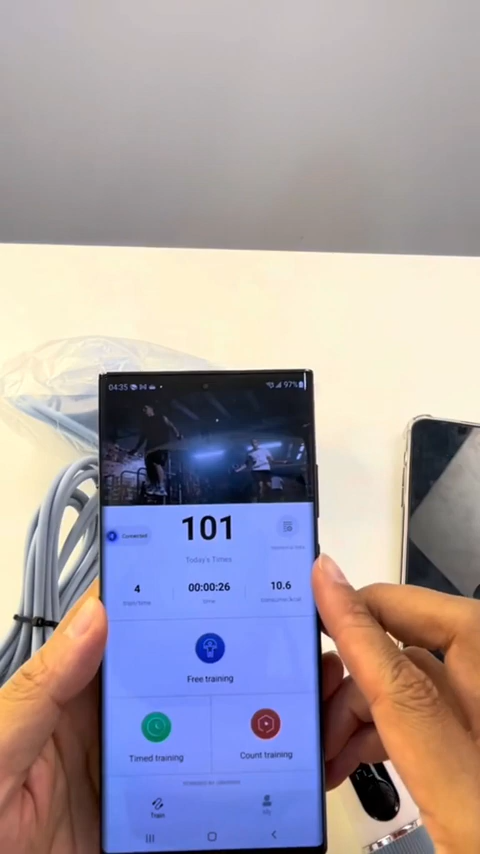 04:35 97%
101
Connected
Today's Times
4
00:00:26
time
10.6
Free training
Timed training
Count training
Train
My